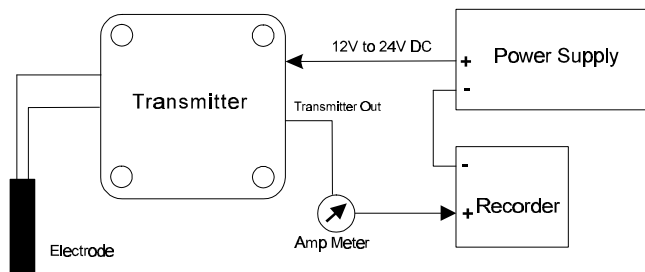 12V to 24V DC
+
Power Supply
-
Transmitter
Transmitter Out
-
+
Recorder
Amp Meter
Electrode